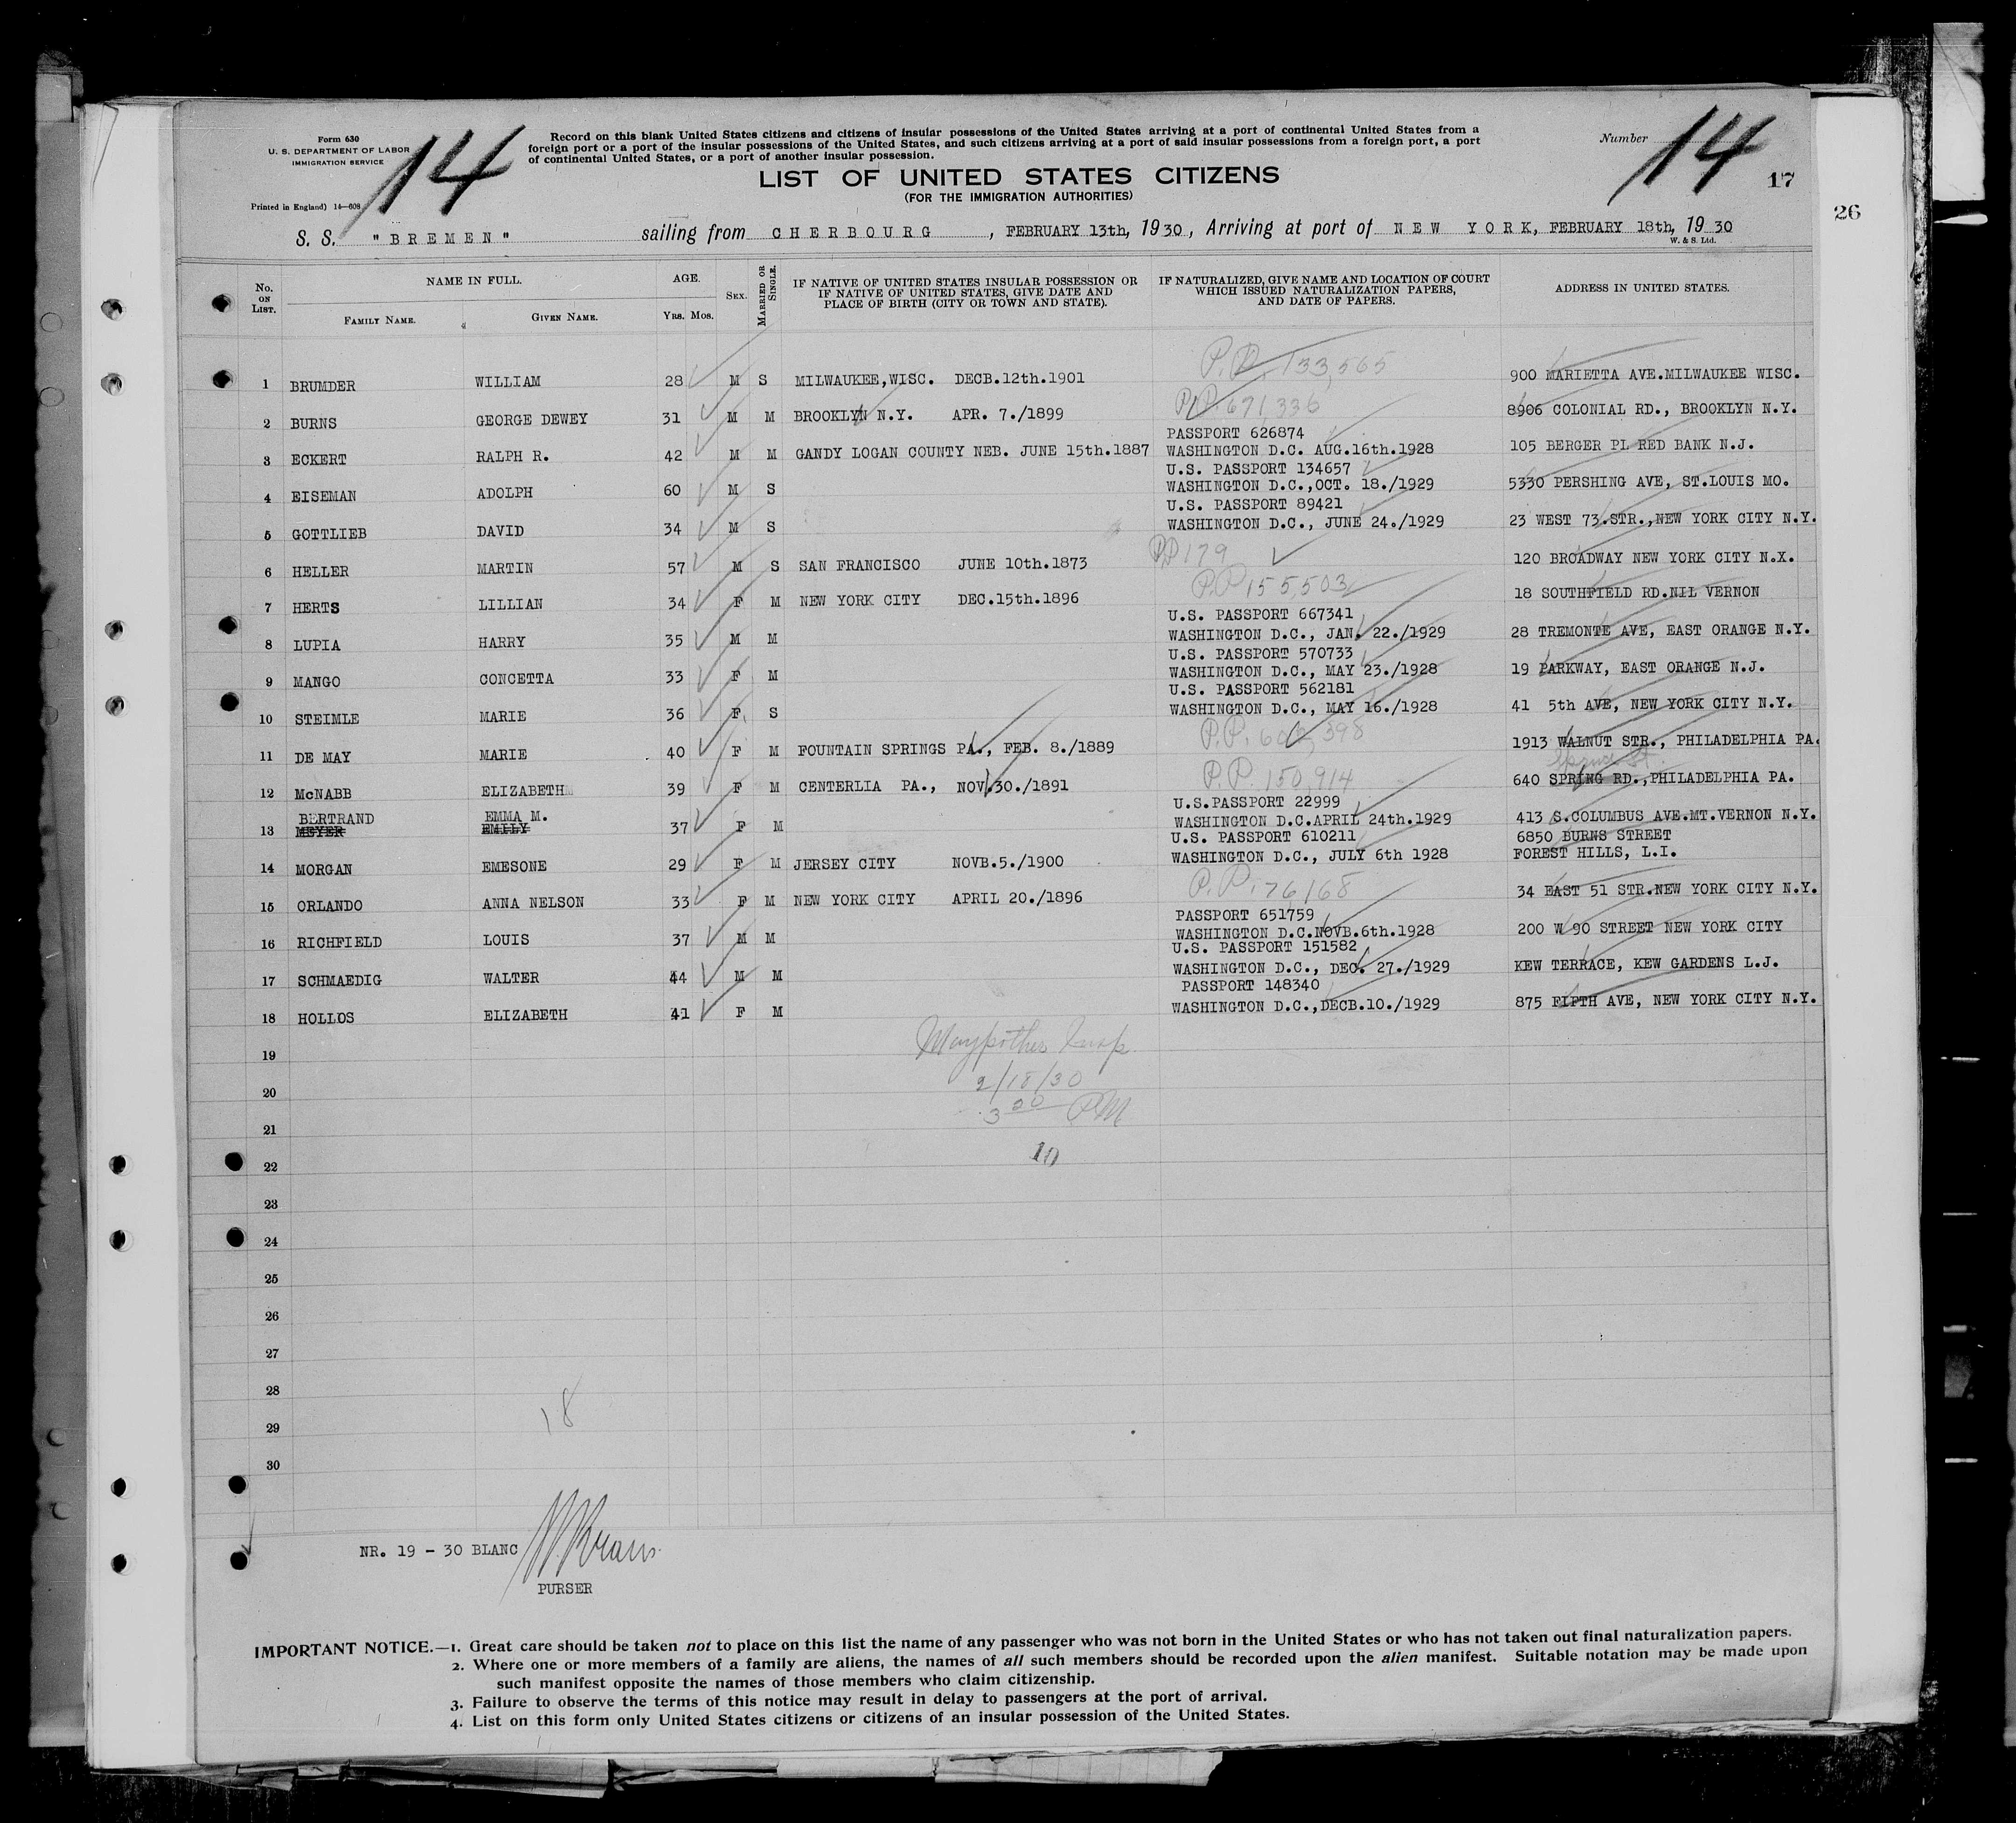 Form 630
U. S. DEPARTMENT OF LABOR
IMMIGRATION SERVICE
Printed in England) 14—608
14
Record on this blank United States citizens and citizens of insular possessions of the United States arriving at a port of continental United States from a
foreign port or a port of the insular possessions of the United States, and such citizens arriving at a port of said insular possessions from a foreign port, a port
of continental United States, or a port of another insular possession.
Number 14
17
26
LIST OF UNITED STATES CITIZENS
(FOR THE IMMIGRATION AUTHORITIES)
S. S. "BREMEN" sailing from CHERBOURG, FEBRUARY 13th, 1930, Arriving at port of NEW YORK, FEBRUARY 18th, 1930
W. & S. Ltd.
No. ON LIST. NAME IN FULL. FAMILY NAME. GIVEN NAME. AGE. YRS. MOS. SEX. MARRIED OR SINGLE. IF NATIVE OF UNITED STATES INSULAR POSSESSION OR IF NATIVE OF UNITED STATES, GIVE DATE AND PLACE OF BIRTH (CITY OR TOWN AND STATE). IF NATURALIZED, GIVE NAME AND LOCATION OF COURT WHICH ISSUED NATURALIZATION PAPERS, AND DATE OF PAPERS. ADDRESS IN UNITED STATES.
1 BRUMDER WILLIAM 28 M S MILWAUKEE,WISC. DECB.12th.1901 P.P. 133,565 900 MARIETTA AVE.MILWAUKEE WISC.
2 BURNS GEORGE DEWEY 31 M M BROOKLYN N.Y. APR. 7./1899 P.P. 671,336 8906 COLONIAL RD., BROOKLYN N.Y.
3 ECKERT RALPH R. 42 M M GANDY LOGAN COUNTY NEB. JUNE 15th.1887 PASSPORT 626874 WASHINGTON D.C. AUG.16th.1928 105 BERGER PL RED BANK N.J.
4 EISEMAN ADOLPH 60 M S U.S. PASSPORT 134657 WASHINGTON D.C.,OCT. 18./1929 5330 PERSHING AVE, ST.LOUIS MO.
5 GOTTLIEB DAVID 34 M S U.S. PASSPORT 89421 WASHINGTON D.C., JUNE 24./1929 23 WEST 73.STR.,NEW YORK CITY N.Y.
6 HELLER MARTIN 57 M S SAN FRANCISCO JUNE 10th.1873 PP 179 120 BROADWAY NEW YORK CITY N.X.
7 HERTS LILLIAN 34 F M NEW YORK CITY DEC.15th.1896 P.P. 155,503 18 SOUTHFIELD RD.NIL VERNON
8 LUPIA HARRY 35 M M U.S. PASSPORT 667341 WASHINGTON D.C., JAN. 22./1929 28 TREMONTE AVE, EAST ORANGE N.Y.
9 MANGO CONCETTA 33 F M U.S. PASSPORT 570733 WASHINGTON D.C., MAY 23./1928 19 PARKWAY, EAST ORANGE N.J.
10 STEIMLE MARIE 36 F. S U.S. PASSPORT 562181 WASHINGTON D.C., MAY 16./1928 41 5th AVE, NEW YORK CITY N.Y.
11 DE MAY MARIE 40 F M FOUNTAIN SPRINGS PA., FEB. 8./1889 P.P. 398 1913 WALNUT STR., PHILADELPHIA PA.
12 McNABB ELIZABETH 39 F M CENTERLIA PA., NOV.30./1891 P.P. 150,914 640 SPRING RD.,PHILADELPHIA PA. Spruce St.
13 BERTRAND MEYER EMMA M. EMILY 37 F M U.S.PASSPORT 22999 WASHINGTON D.C.APRIL 24th.1929 413 S.COLUMBUS AVE.MT.VERNON N.Y.
14 MORGAN EMESONE 29 F M JERSEY CITY NOVB.5./1900 U.S. PASSPORT 610211 WASHINGTON D.C., JULY 6th 1928 6850 BURNS STREET FOREST HILLS, L.I.
15 ORLANDO ANNA NELSON 33 F M NEW YORK CITY APRIL 20./1896 P.P. 76,168 34 EAST 51 STR.NEW YORK CITY N.Y.
16 RICHFIELD LOUIS 37 M M PASSPORT 651759 WASHINGTON D.C.NOVB.6th.1928 200 W 90 STREET NEW YORK CITY
17 SCHMAEDIG WALTER 44 M M U.S. PASSPORT 151582 WASHINGTON D.C., DEC. 27./1929 KEW TERRACE, KEW GARDENS L.J.
18 HOLLOS ELIZABETH 41 F M PASSPORT 148340 WASHINGTON D.C.,DECB.10./1929 875 FIFTH AVE, NEW YORK CITY N.Y.
19
20 2/18/30
21 3 00 PM
22
23
24
25
26
27
28
29 18
30
NR. 19 - 30 BLANC
PURSER
IMPORTANT NOTICE.—1. Great care should be taken not to place on this list the name of any passenger who was not born in the United States or who has not taken out final naturalization papers.
2. Where one or more members of a family are aliens, the names of all such members should be recorded upon the alien manifest. Suitable notation may be made upon
such manifest opposite the names of those members who claim citizenship.
3. Failure to observe the terms of this notice may result in delay to passengers at the port of arrival.
4. List on this form only United States citizens or citizens of an insular possession of the United States.